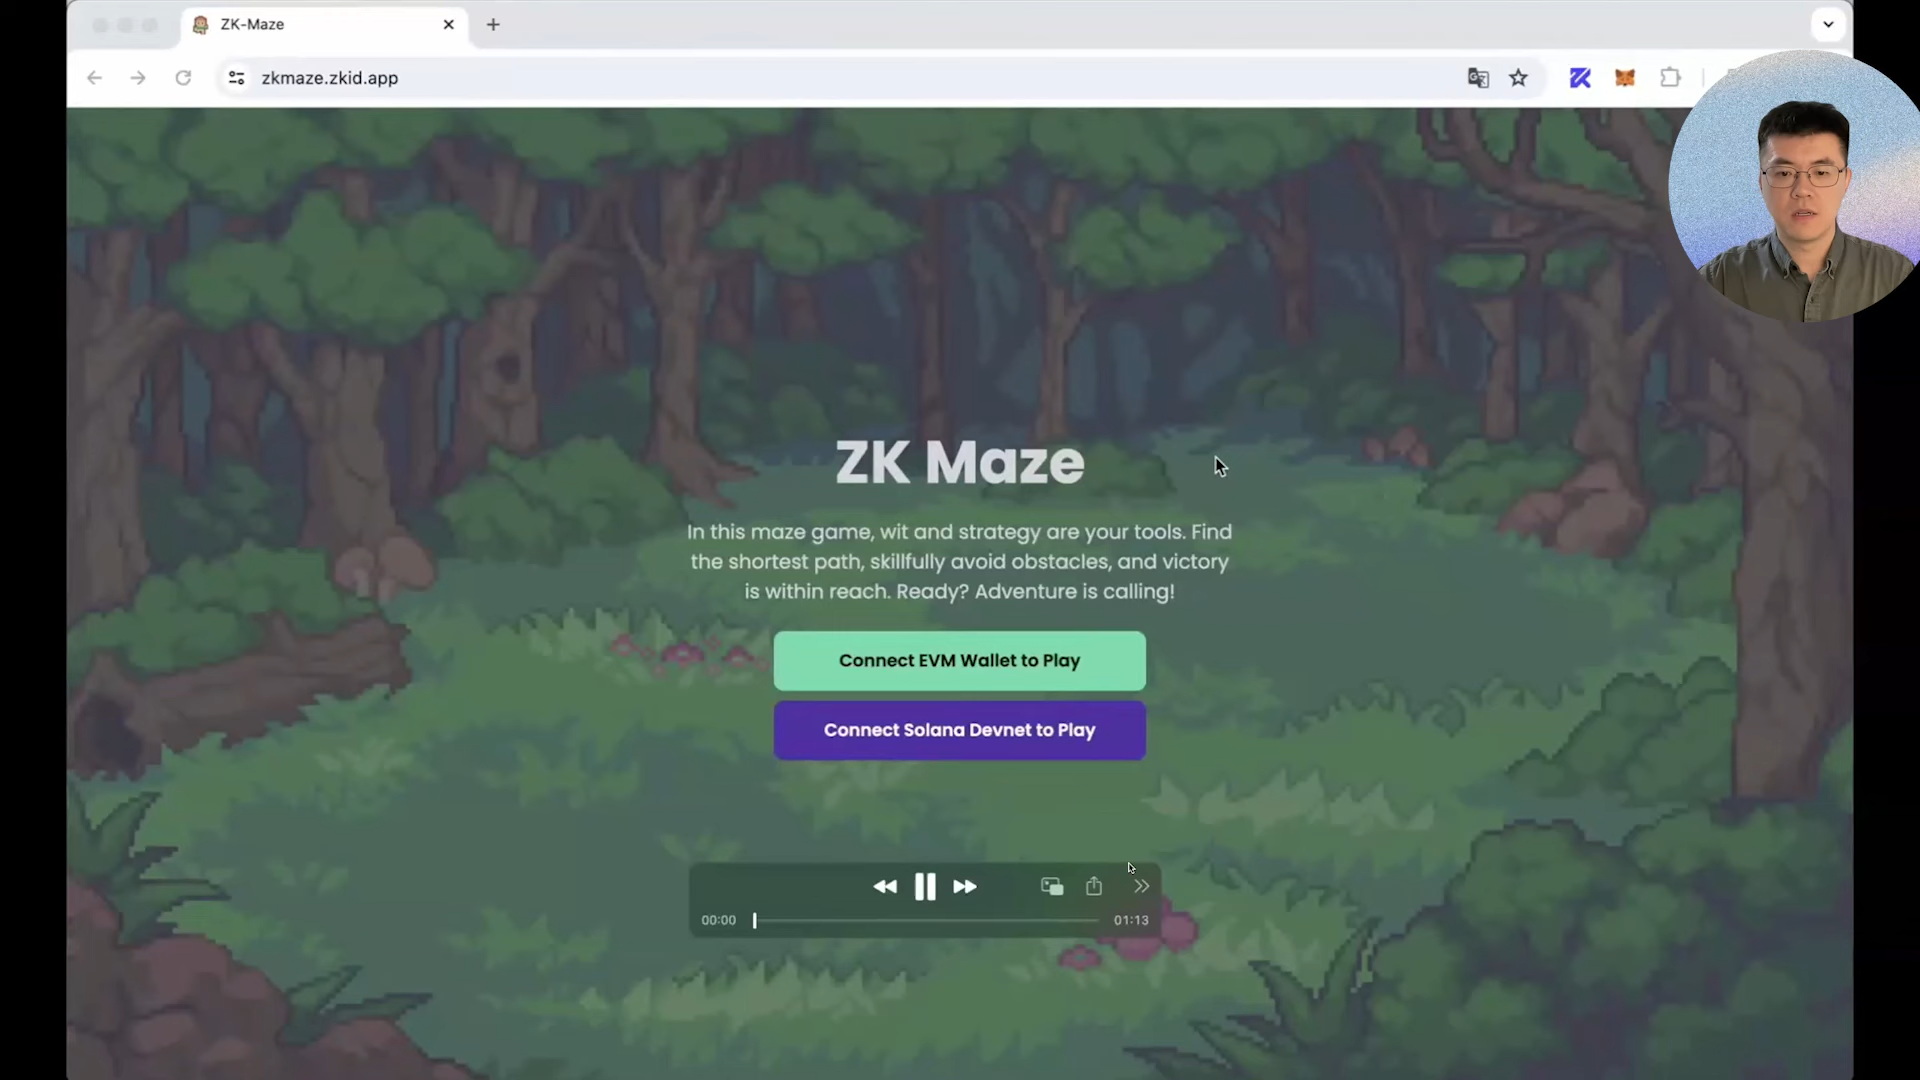 ZK-Maze
zkmaze.zkid.app
ZK Maze
In this maze game, wit and strategy are your tools. Find
the shortest path, skillfully avoid obstacles, and victory
is within reach. Ready? Adventure is calling!
Connect EVM Wallet to Play
Connect Solana Devnet to Play
00:00
01:13